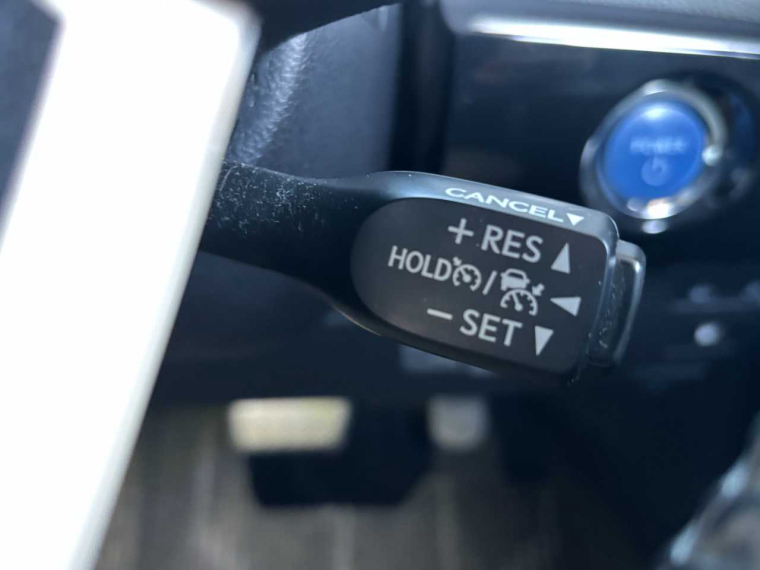 CANCEL
+ RES
HOLD /
- SET
POWER